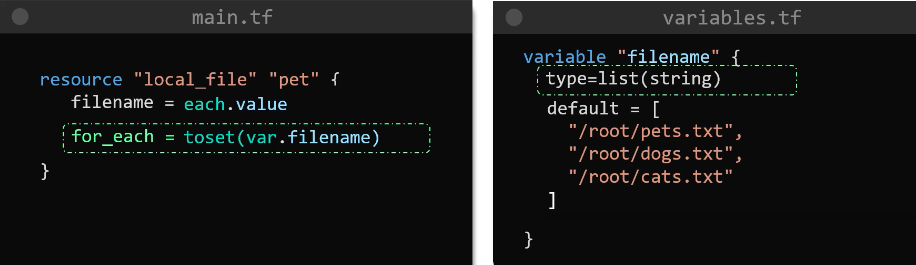 main.tf
resource "local_file" "pet" {
filename = each.value
for_each = toset(var.filename)
}
variables.tf
variable "filename" {
type=list(string)
default = [
"/root/pets.txt",
"/root/dogs.txt",
"/root/cats.txt"
]
}